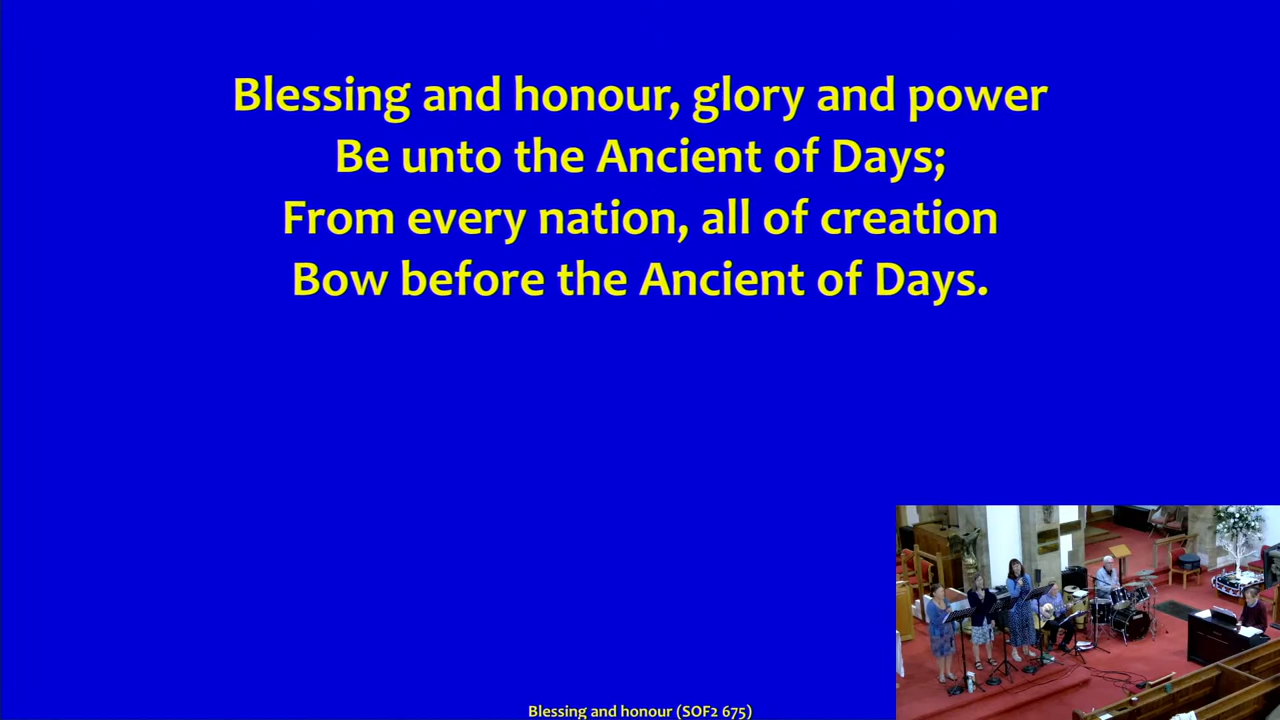 Blessing and honour, glory and power
Be unto the Ancient of Days;
From every nation, all of creation
Bow before the Ancient of Days.
Blessing and honour (SOF2 675)